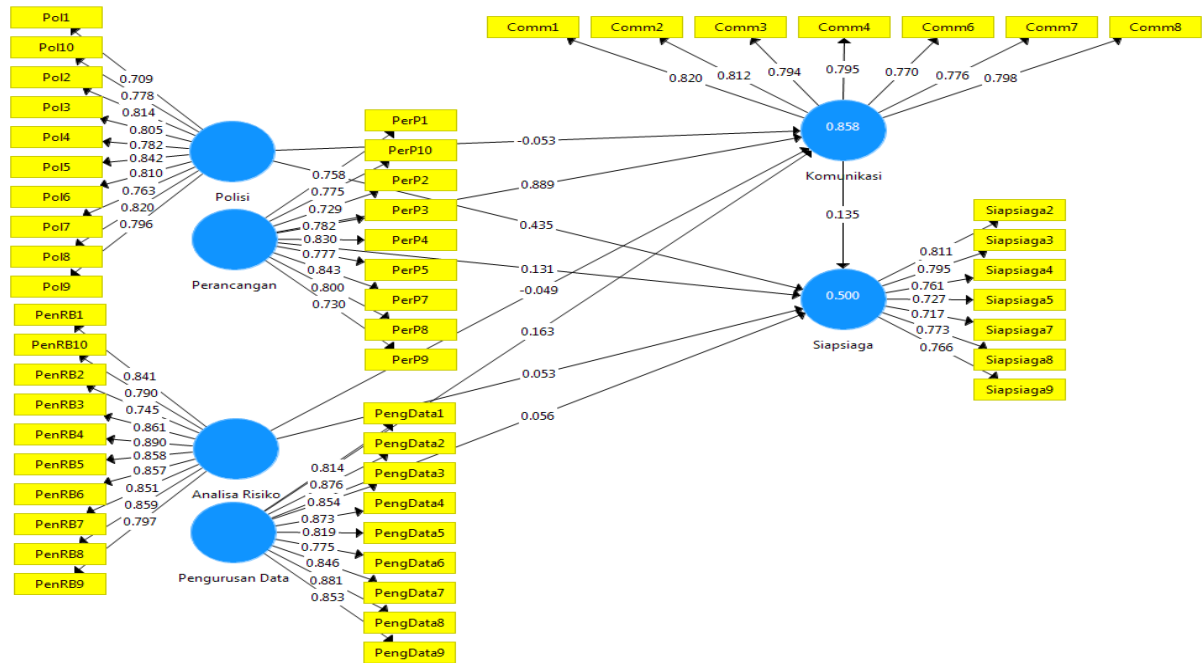 Pol1
Pol10
Pol2
Pol3
Pol4
Pol5
Pol6
Pol7
Pol8
Pol9
0.709
0.778
0.814
0.805
0.782
0.842
0.810
0.763
0.820
0.796
Polisi
PerP1
PerP10
PerP2
PerP3
PerP4
PerP5
PerP7
PerP8
PerP9
0.758
0.775
0.729
0.782
0.830
0.777
0.843
0.800
0.730
Perancangan
Comm1
Comm2
Comm3
Comm4
Comm6
Comm7
Comm8
0.820
0.812
0.794
0.795
0.770
0.776
0.798
0.858
Komunikasi
-0.053
0.889
0.435
0.131
-0.049
0.163
0.053
0.056
0.135
0.500
Siapsiaga
Siapsiaga2
Siapsiaga3
Siapsiaga4
Siapsiaga5
Siapsiaga7
Siapsiaga8
Siapsiaga9
0.811
0.795
0.761
0.727
0.717
0.773
0.766
PenRB1
PenRB10
PenRB2
PenRB3
PenRB4
PenRB5
PenRB6
PenRB7
PenRB8
PenRB9
0.841
0.790
0.745
0.861
0.890
0.858
0.857
0.851
0.859
0.797
Analisa Risiko
PengData1
PengData2
PengData3
PengData4
PengData5
PengData6
PengData7
PengData8
PengData9
0.814
0.876
0.854
0.873
0.819
0.775
0.846
0.881
0.853
Pengurusan Data